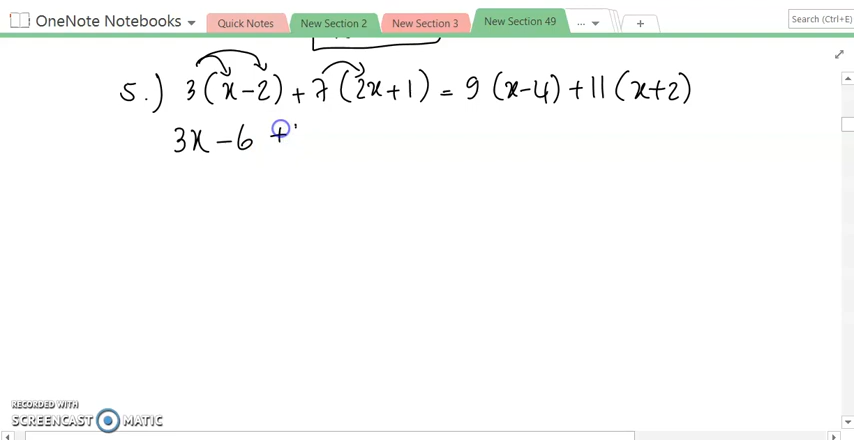 OneNote Notebooks Quick Notes New Section 2 New Section 3 New Section 49 ... + Search (Ctrl+E)
5.) 3(x-2) + 7(2x+1) = 9(x-4) + 11(x+2)
3x - 6 +
RECORDED WITH
SCREENCAST MATIC